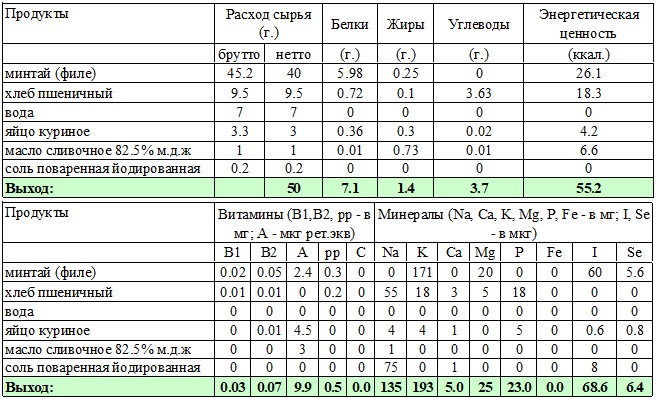 Продукты Расход сырья (г.) Белки Жиры Углеводы Энергетическая ценность
брутто нетто (г.) (г.) (г.) (ккал.)
минтай (филе) 45.2 40 5.98 0.25 0 26.1
хлеб пшеничный 9.5 9.5 0.72 0.1 3.63 18.3
вода 7 7 0 0 0 0
яйцо куриное 3.3 3 0.36 0.3 0.02 4.2
масло сливочное 82.5% м.д.ж 1 1 0.01 0.73 0.01 6.6
соль поваренная йодированная 0.2 0.2 0 0 0 0
Выход: 50 7.1 1.4 3.7 55.2
Продукты Витамины (B1,B2, pp - в мг; A - мкг рет.экв) Минералы (Na, Ca, K, Mg, P, Fe - в мг; I, Se - в мкг)
B1 B2 A pp C Na K Ca Mg P Fe I Se
минтай (филе) 0.02 0.05 2.4 0.3 0 0 171 0 20 0 0 60 5.6
хлеб пшеничный 0.01 0.01 0 0.2 0 55 18 3 5 18 0 0 0
вода 0 0 0 0 0 0 0 0 0 0 0 0 0
яйцо куриное 0 0.01 4.5 0 0 4 4 1 0 5 0 0.6 0.8
масло сливочное 82.5% м.д.ж 0 0 3 0 0 1 0 0 0 0 0 0 0
соль поваренная йодированная 0 0 0 0 0 75 0 1 0 0 0 8 0
Выход: 0.03 0.07 9.9 0.5 0.0 135 193 5.0 25 23.0 0.0 68.6 6.4